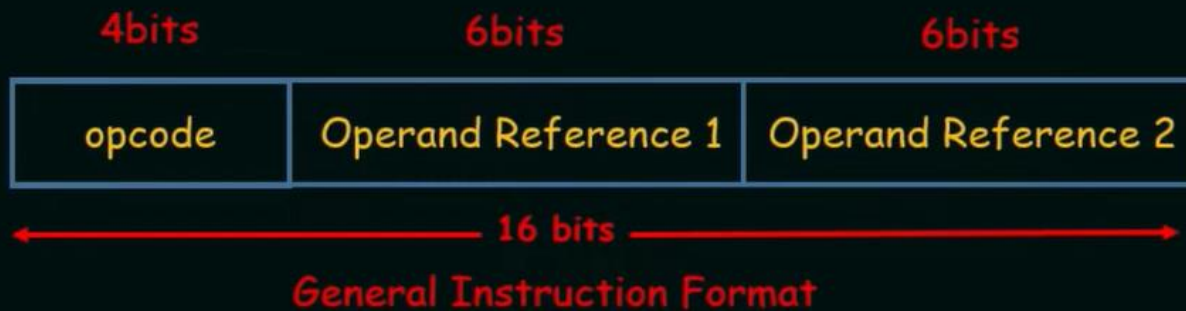 4bits 6bits 6bits
opcode Operand Reference 1 Operand Reference 2
16 bits
General Instruction Format